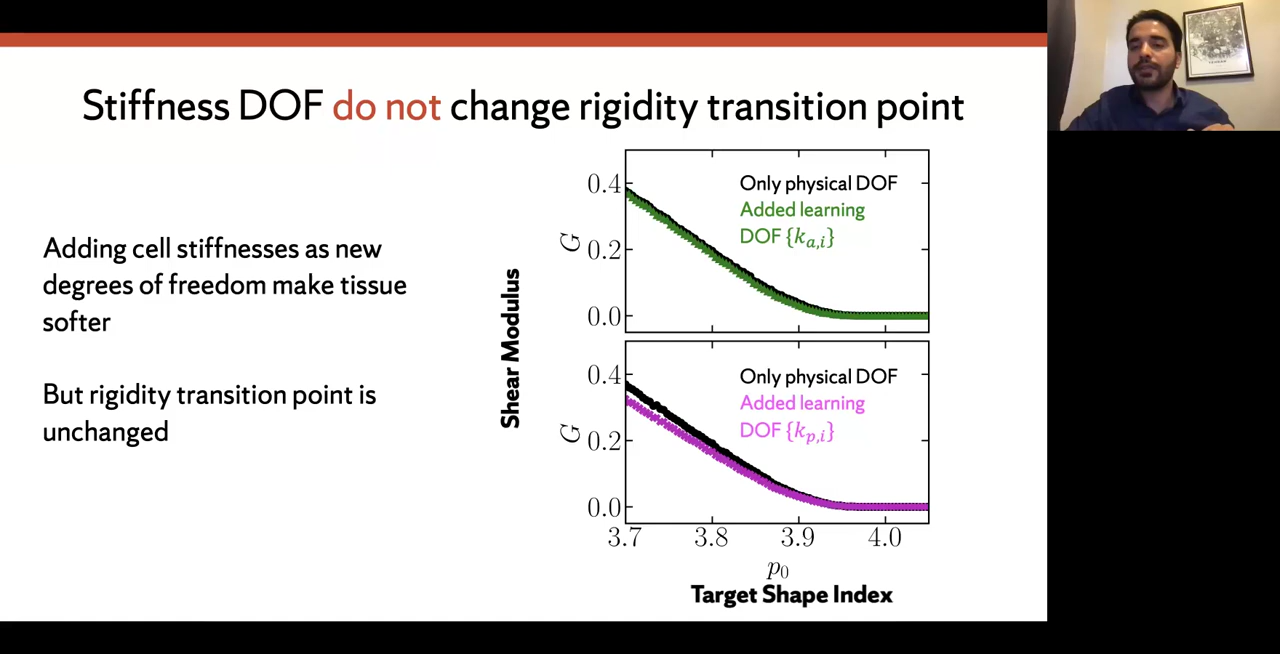 Stiffness DOF do not change rigidity transition point
Adding cell stiffnesses as new
degrees of freedom make tissue
softer
But rigidity transition point is
unchanged
Shear Modulus
G
0.4
0.2
0.0
Only physical DOF
Added learning
DOF {k_{a,i}}
G
0.4
0.2
0.0
Only physical DOF
Added learning
DOF {k_{p,i}}
3.7 3.8 3.9 4.0
p_0
Target Shape Index